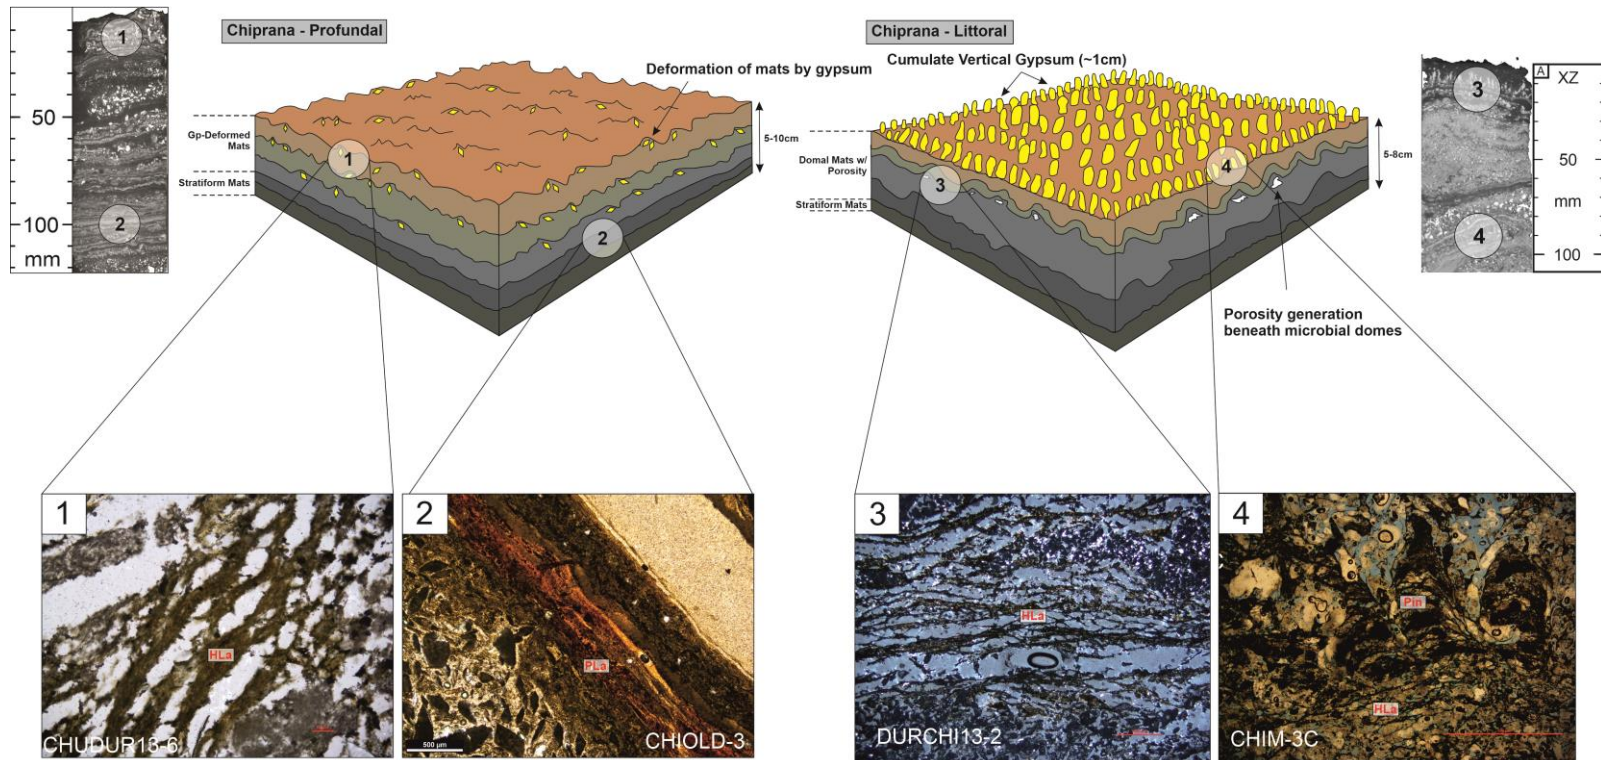 Chiprana - Profundal
Chiprana - Littoral
1
50
2
100
mm
Deformation of mats by gypsum
Gp-Deformed
Mats
Stratiform Mats
5-10cm
1
2
Cumulate Vertical Gypsum (~1cm)
Domal Mats w/
Porosity
Stratiform Mats
5-8cm
3
4
Porosity generation
beneath microbial domes
3
4
A
XZ
50
mm
100
1
HLa
CHUDUR13-6
2
PLa
500 µm
CHIOLD-3
3
HLa
DURCHI13-2
4
Pin
HLa
CHIM-3C